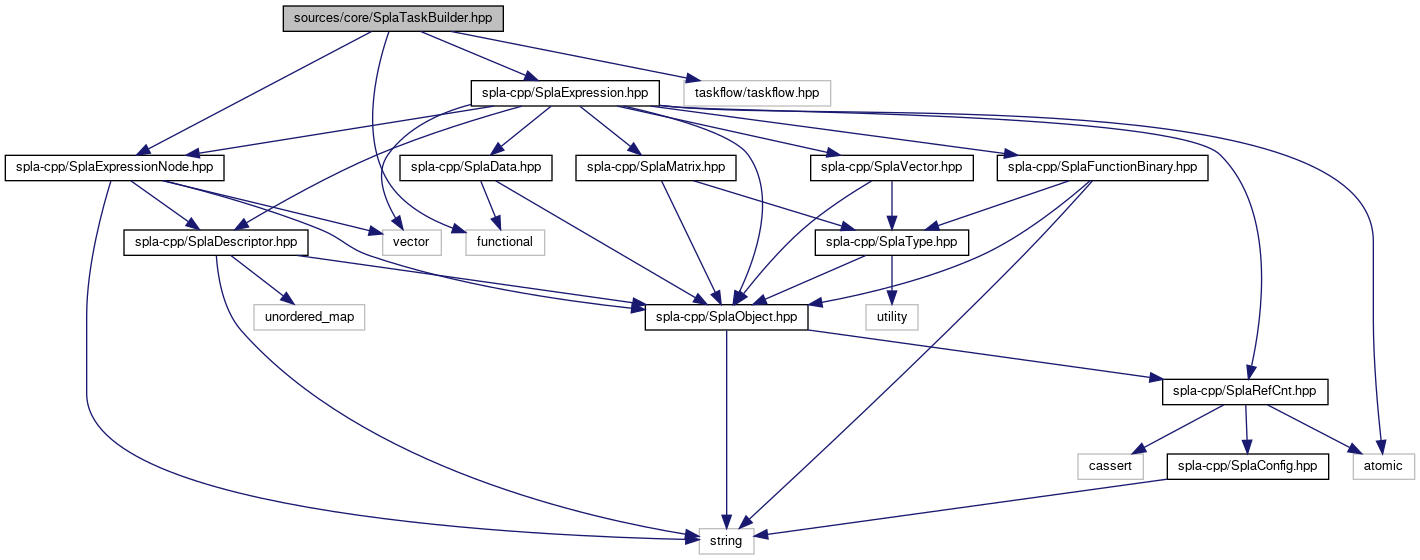 sources/core/SplaTaskBuilder.hpp
spla-cpp/SplaExpression.hpp
taskflow/taskflow.hpp
spla-cpp/SplaExpressionNode.hpp
spla-cpp/SplaData.hpp
spla-cpp/SplaMatrix.hpp
spla-cpp/SplaVector.hpp
spla-cpp/SplaFunctionBinary.hpp
spla-cpp/SplaDescriptor.hpp
vector
functional
spla-cpp/SplaType.hpp
unordered_map
spla-cpp/SplaObject.hpp
utility
spla-cpp/SplaRefCnt.hpp
cassert
spla-cpp/SplaConfig.hpp
atomic
string